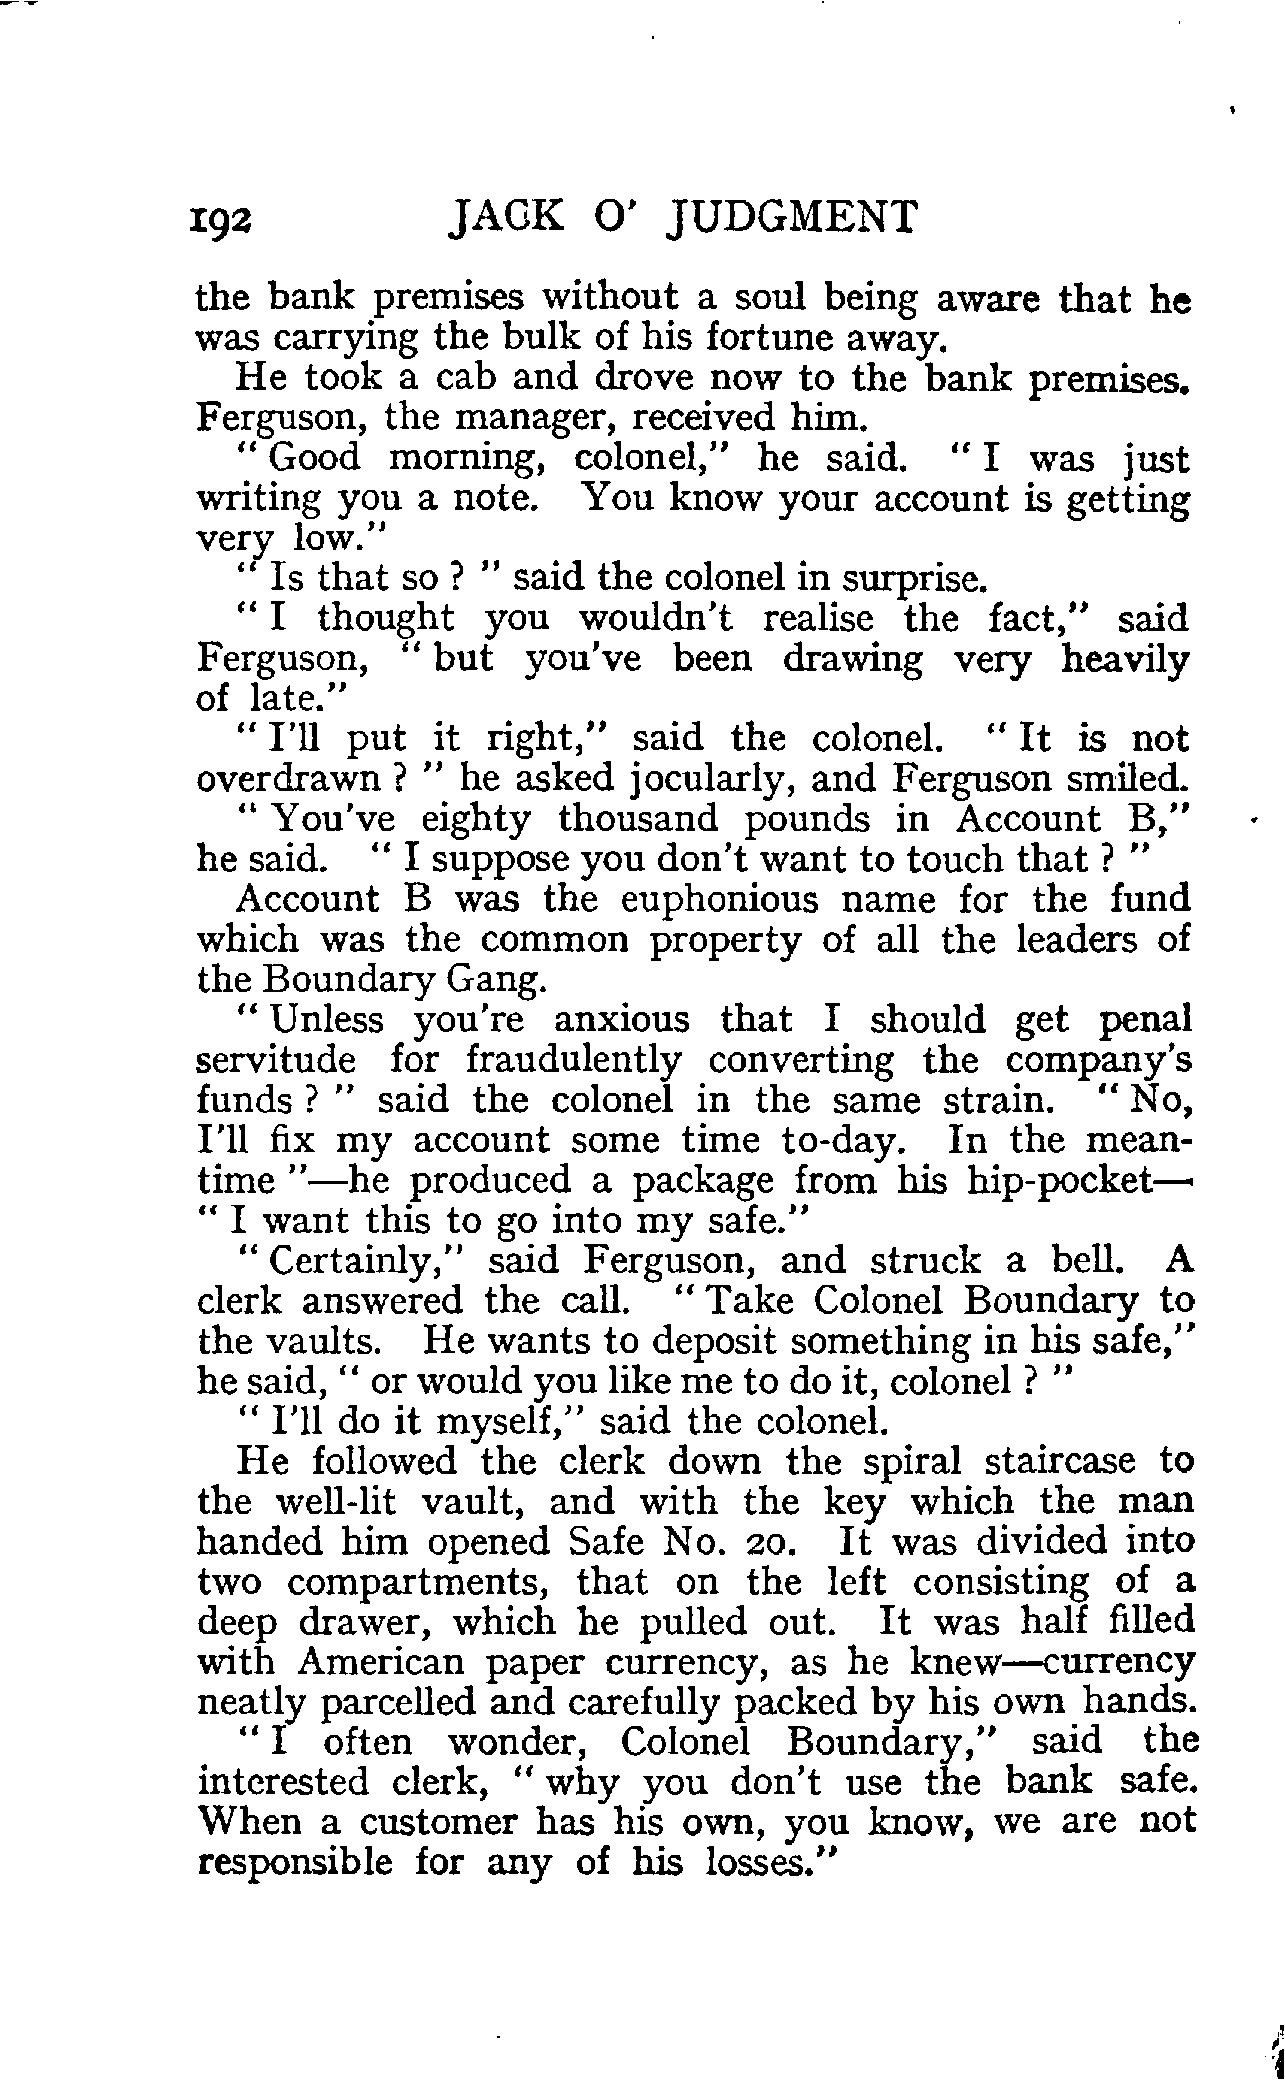 192 JACK O' JUDGMENT
the bank premises without a soul being aware that he
was carrying the bulk of his fortune away.
He took a cab and drove now to the bank premises.
Ferguson, the manager, received him.
" Good morning, colonel," he said. " I was just
writing you a note. You know your account is getting
very low."
" Is that so ? " said the colonel in surprise.
" I thought you wouldn't realise the fact," said
Ferguson, " but you've been drawing very heavily
of late."
" I'll put it right," said the colonel. " It is not
overdrawn ? " he asked jocularly, and Ferguson smiled.
" You've eighty thousand pounds in Account B,"
he said. " I suppose you don't want to touch that ? "
Account B was the euphonious name for the fund
which was the common property of all the leaders of
the Boundary Gang.
" Unless you're anxious that I should get penal
servitude for fraudulently converting the company's
funds ? " said the colonel in the same strain. " No,
I'll fix my account some time to-day. In the mean-
time "—he produced a package from his hip-pocket—
" I want this to go into my safe."
" Certainly," said Ferguson, and struck a bell. A
clerk answered the call. " Take Colonel Boundary to
the vaults. He wants to deposit something in his safe,"
he said, " or would you like me to do it, colonel ? "
" I'll do it myself," said the colonel.
He followed the clerk down the spiral staircase to
the well-lit vault, and with the key which the man
handed him opened Safe No. 20. It was divided into
two compartments, that on the left consisting of a
deep drawer, which he pulled out. It was half filled
with American paper currency, as he knew—currency
neatly parcelled and carefully packed by his own hands.
" I often wonder, Colonel Boundary," said the
interested clerk, " why you don't use the bank safe.
When a customer has his own, you know, we are not
responsible for any of his losses."